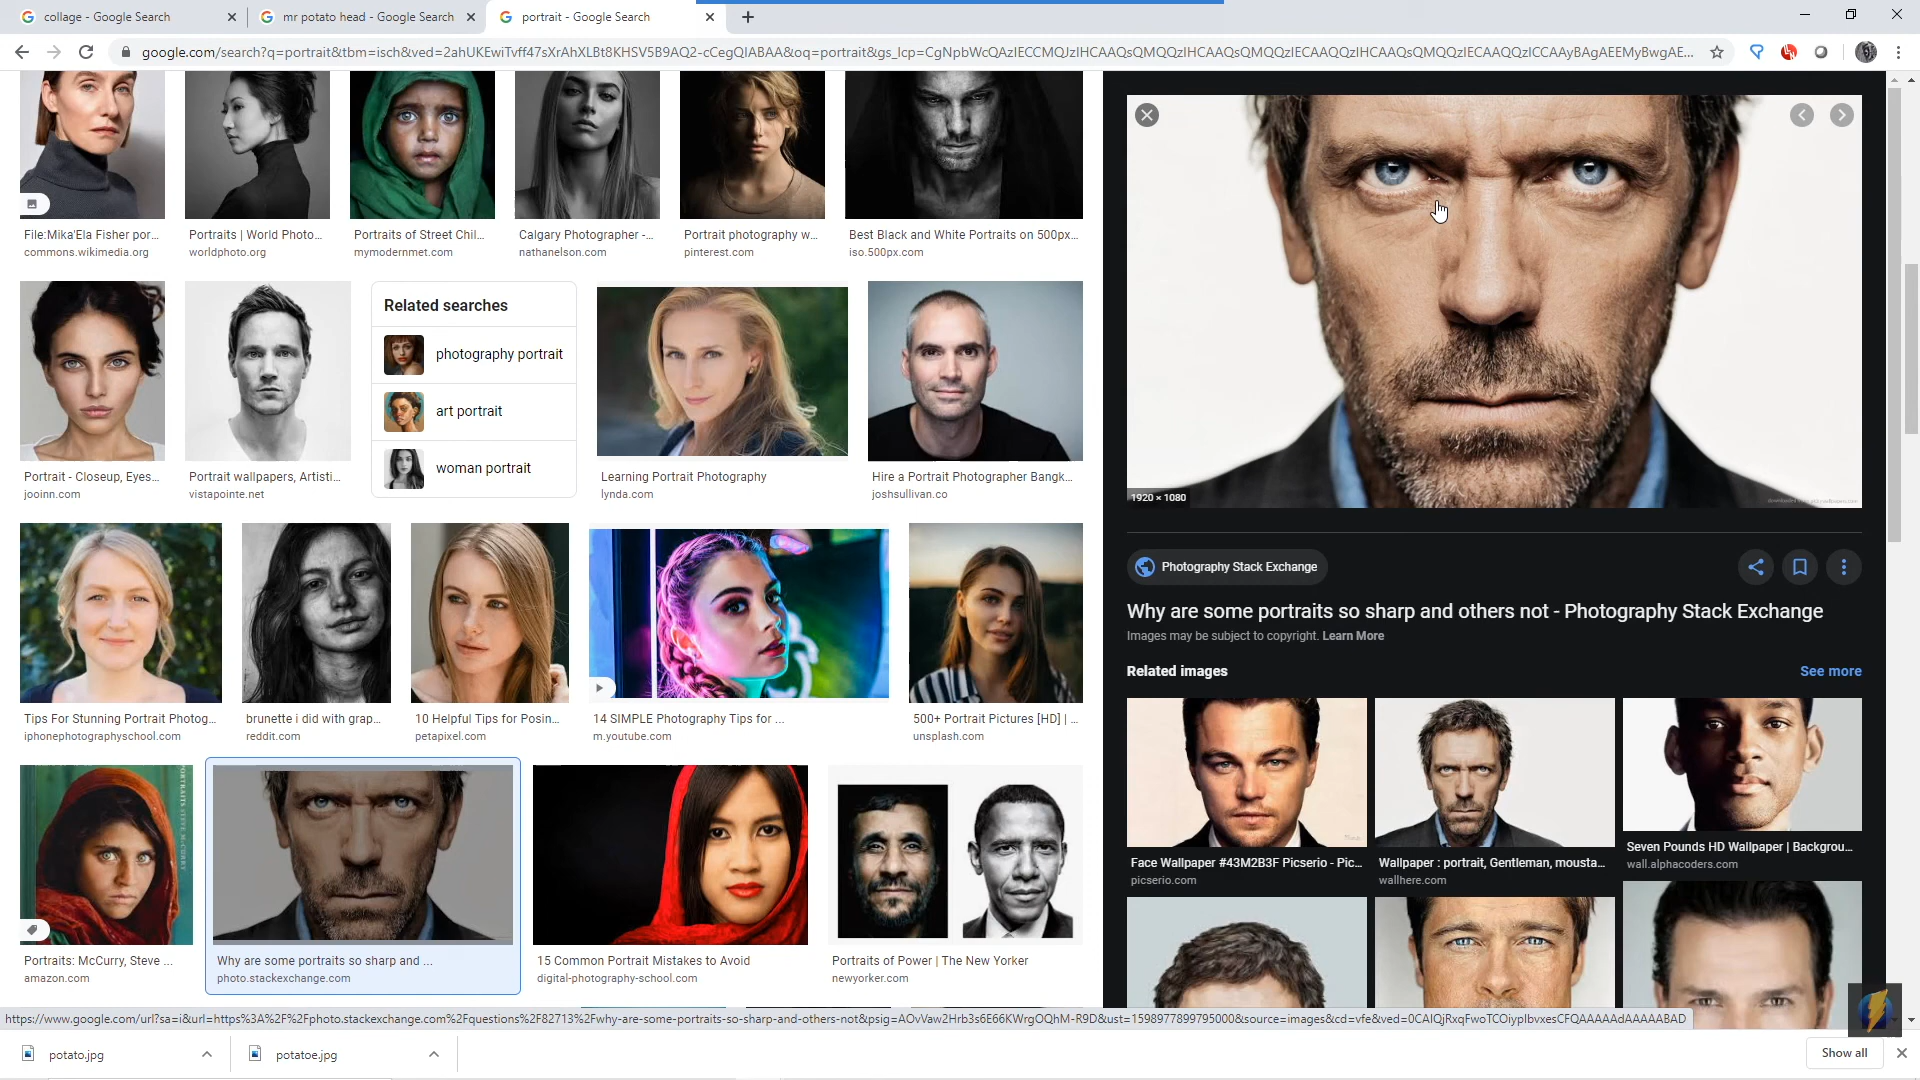 collage - Google Search
mr potato head - Google Search
portrait - Google Search
google.com/search?q=portrait&tbm=isch&ved=2ahUKEwiTvff47sXrAhXLBt8KHSV5B9AQ2-cCegQIABAA&oq=portrait&gs_lcp=CgNpbWcQAzIECCMQJzIHCAAQsQMQQzIHCAAQsQMQQzIECAAQQzIHCAAQsQMQQzIECAAQQzICCAAyBAgAEEMyBwgAE...
File:Mika'Ela Fisher por...
commons.wikimedia.org
Portraits | World Photo...
worldphoto.org
Portraits of Street Chil...
mymodernmet.com
Calgary Photographer -...
nathanelson.com
Portrait photography w...
pinterest.com
Best Black and White Portraits on 500px...
iso.500px.com
Portrait - Closeup, Eyes...
jooinn.com
Portrait wallpapers, Artisti...
vistapointe.net
Related searches
photography portrait
art portrait
woman portrait
Learning Portrait Photography
lynda.com
Hire a Portrait Photographer Bangk...
joshsullivan.co
Tips For Stunning Portrait Photog...
iphonephotographyschool.com
brunette i did with grap...
reddit.com
10 Helpful Tips for Posin...
petapixel.com
14 SIMPLE Photography Tips for ...
m.youtube.com
500+ Portrait Pictures [HD] | ...
unsplash.com
PORTRAITS STEVE McCURRY
Portraits: McCurry, Steve ...
amazon.com
Why are some portraits so sharp and ...
photo.stackexchange.com
15 Common Portrait Mistakes to Avoid
digital-photography-school.com
Portraits of Power | The New Yorker
newyorker.com
1920 × 1080
Photography Stack Exchange
Why are some portraits so sharp and others not - Photography Stack Exchange
Images may be subject to copyright. Learn More
Related images
See more
Face Wallpaper #43M2B3F Picserio - Pic...
picserio.com
Wallpaper : portrait, Gentleman, mousta...
wallhere.com
Seven Pounds HD Wallpaper | Backgrou...
wall.alphacoders.com
https://www.google.com/url?sa=i&url=https%3A%2F%2Fphoto.stackexchange.com%2Fquestions%2F82713%2Fwhy-are-some-portraits-so-sharp-and-others-not&psig=AOvVaw2Hrb3s6E66KWrgOQhM-R9D&ust=1598977899795000&source=images&cd=vfe&ved=0CAIQjRxqFwoTCOiyplbvxesCFQAAAAAdAAAAABAD
potato.jpg
potatoe.jpg
Show all